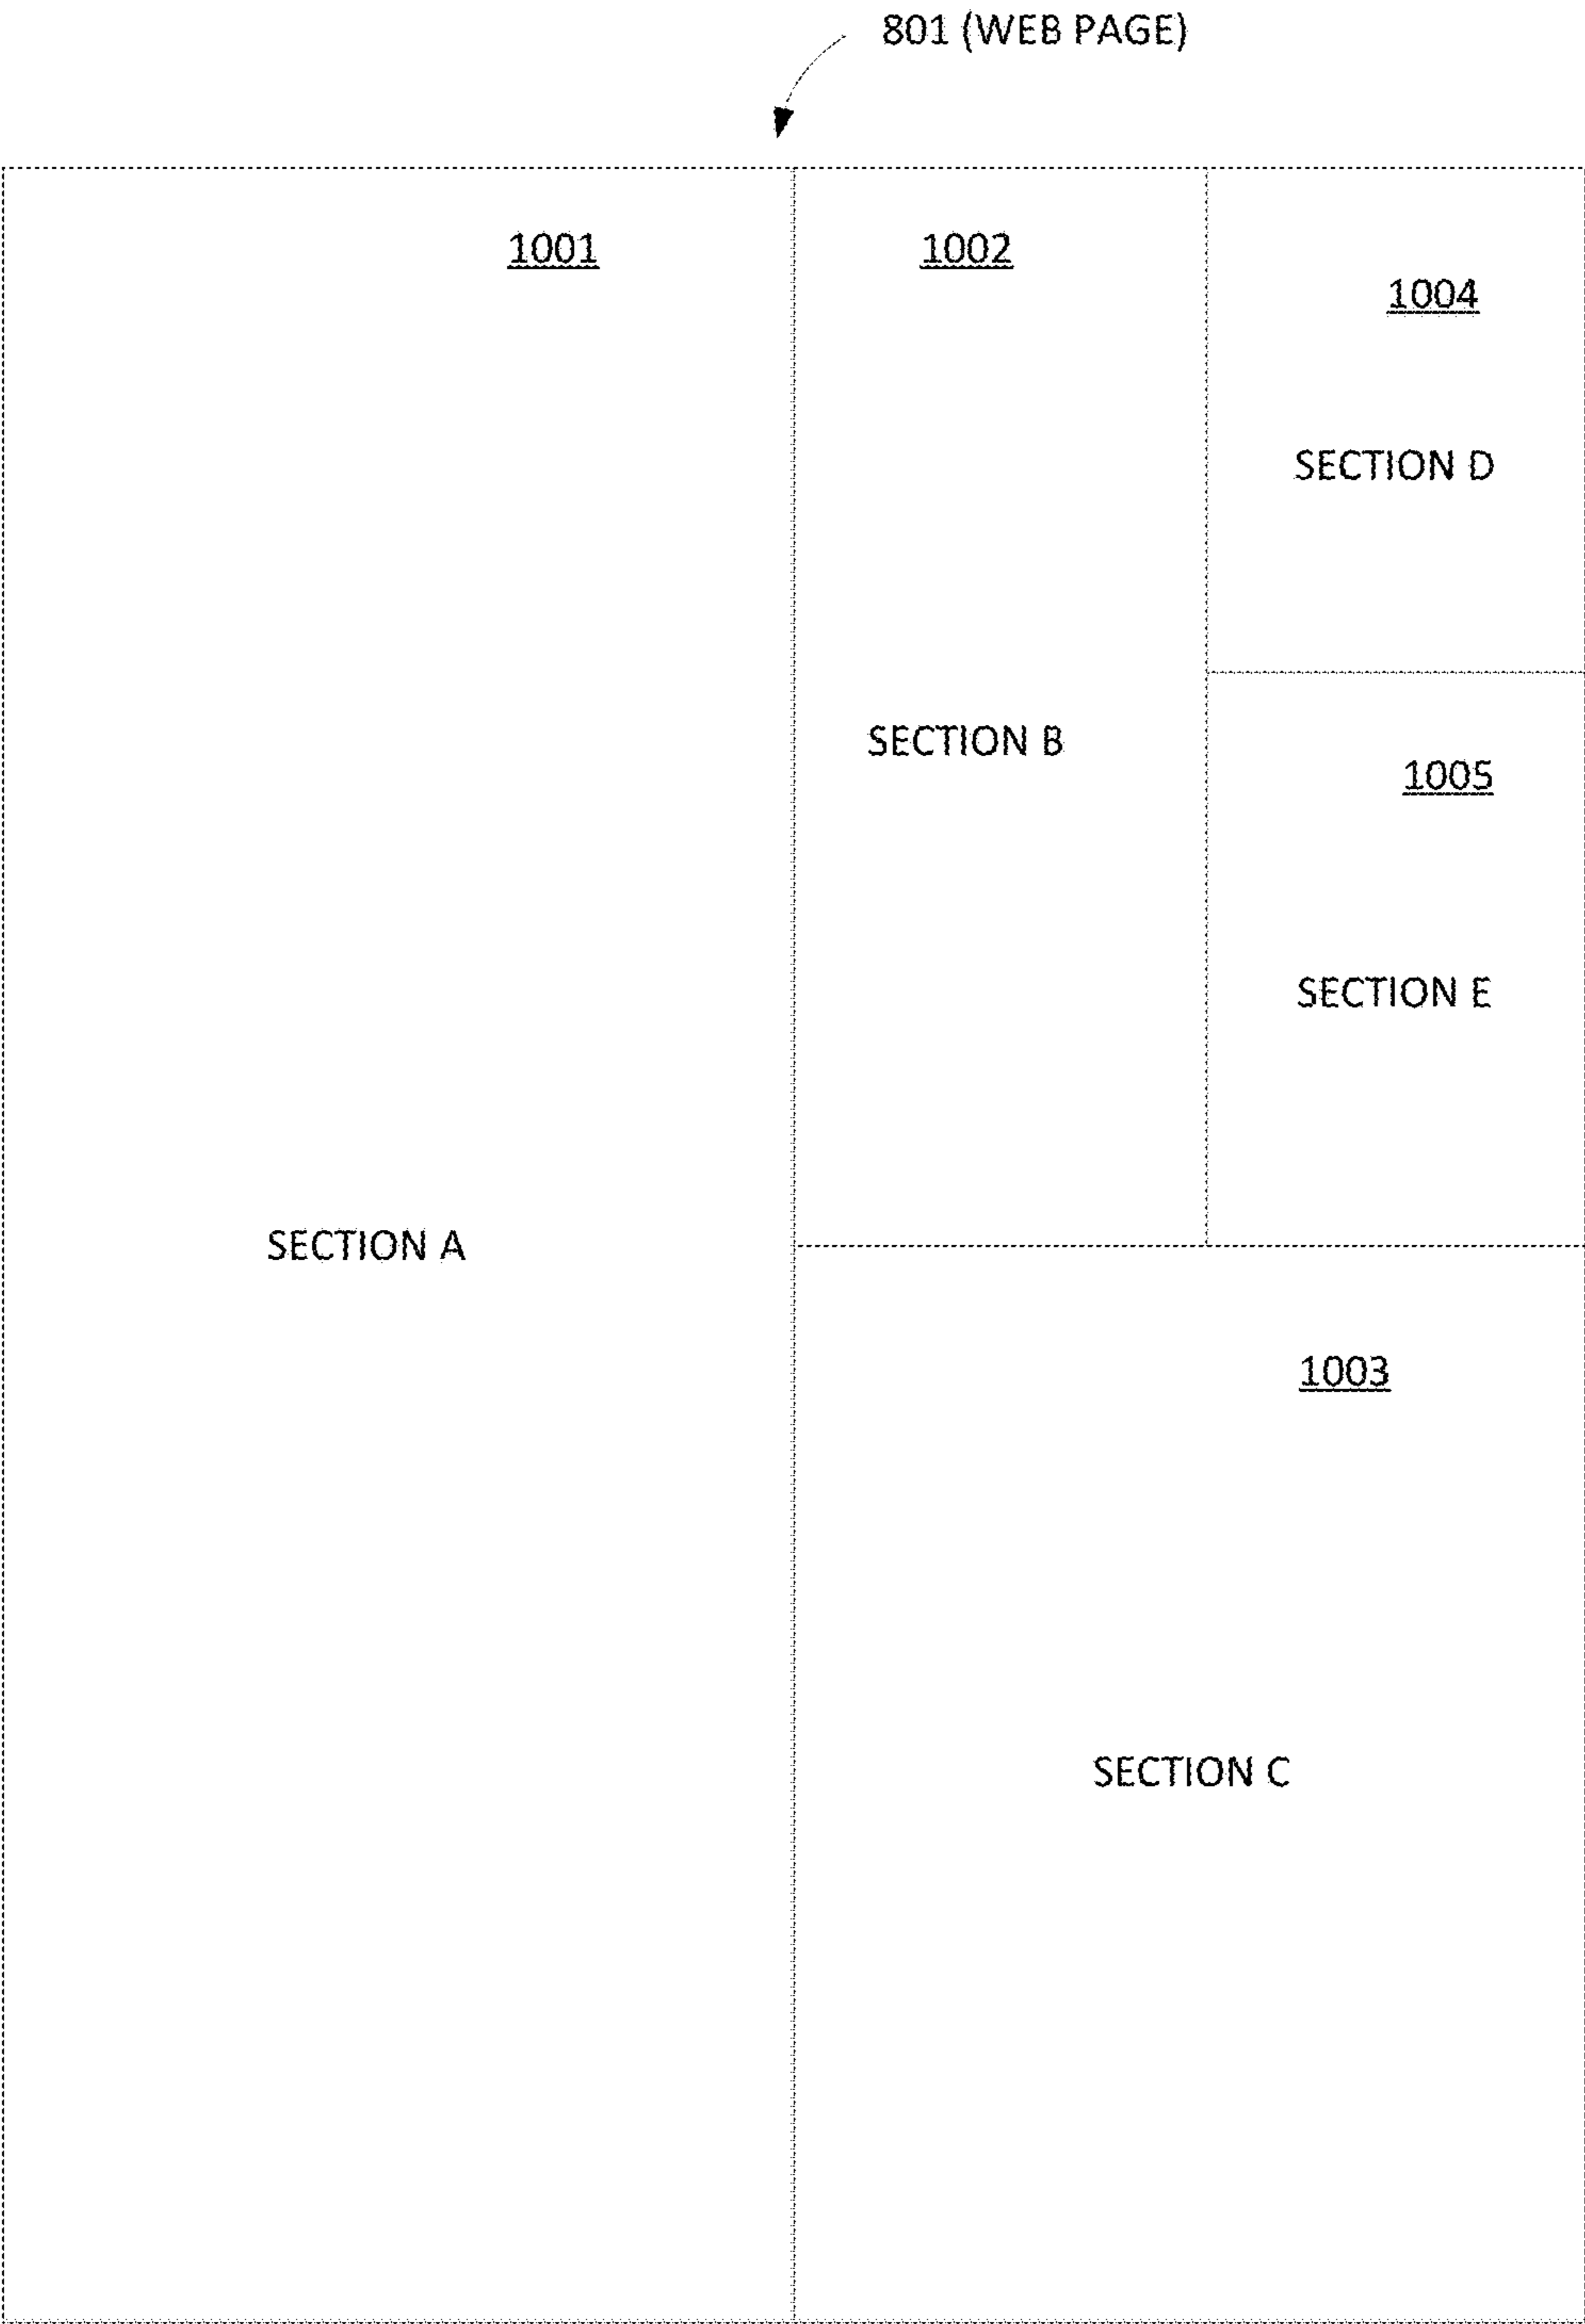 801 (WEB PAGE)
1001
1002
1004
SECTION D
SECTION B
1005
SECTION E
SECTION A
1003
SECTION C